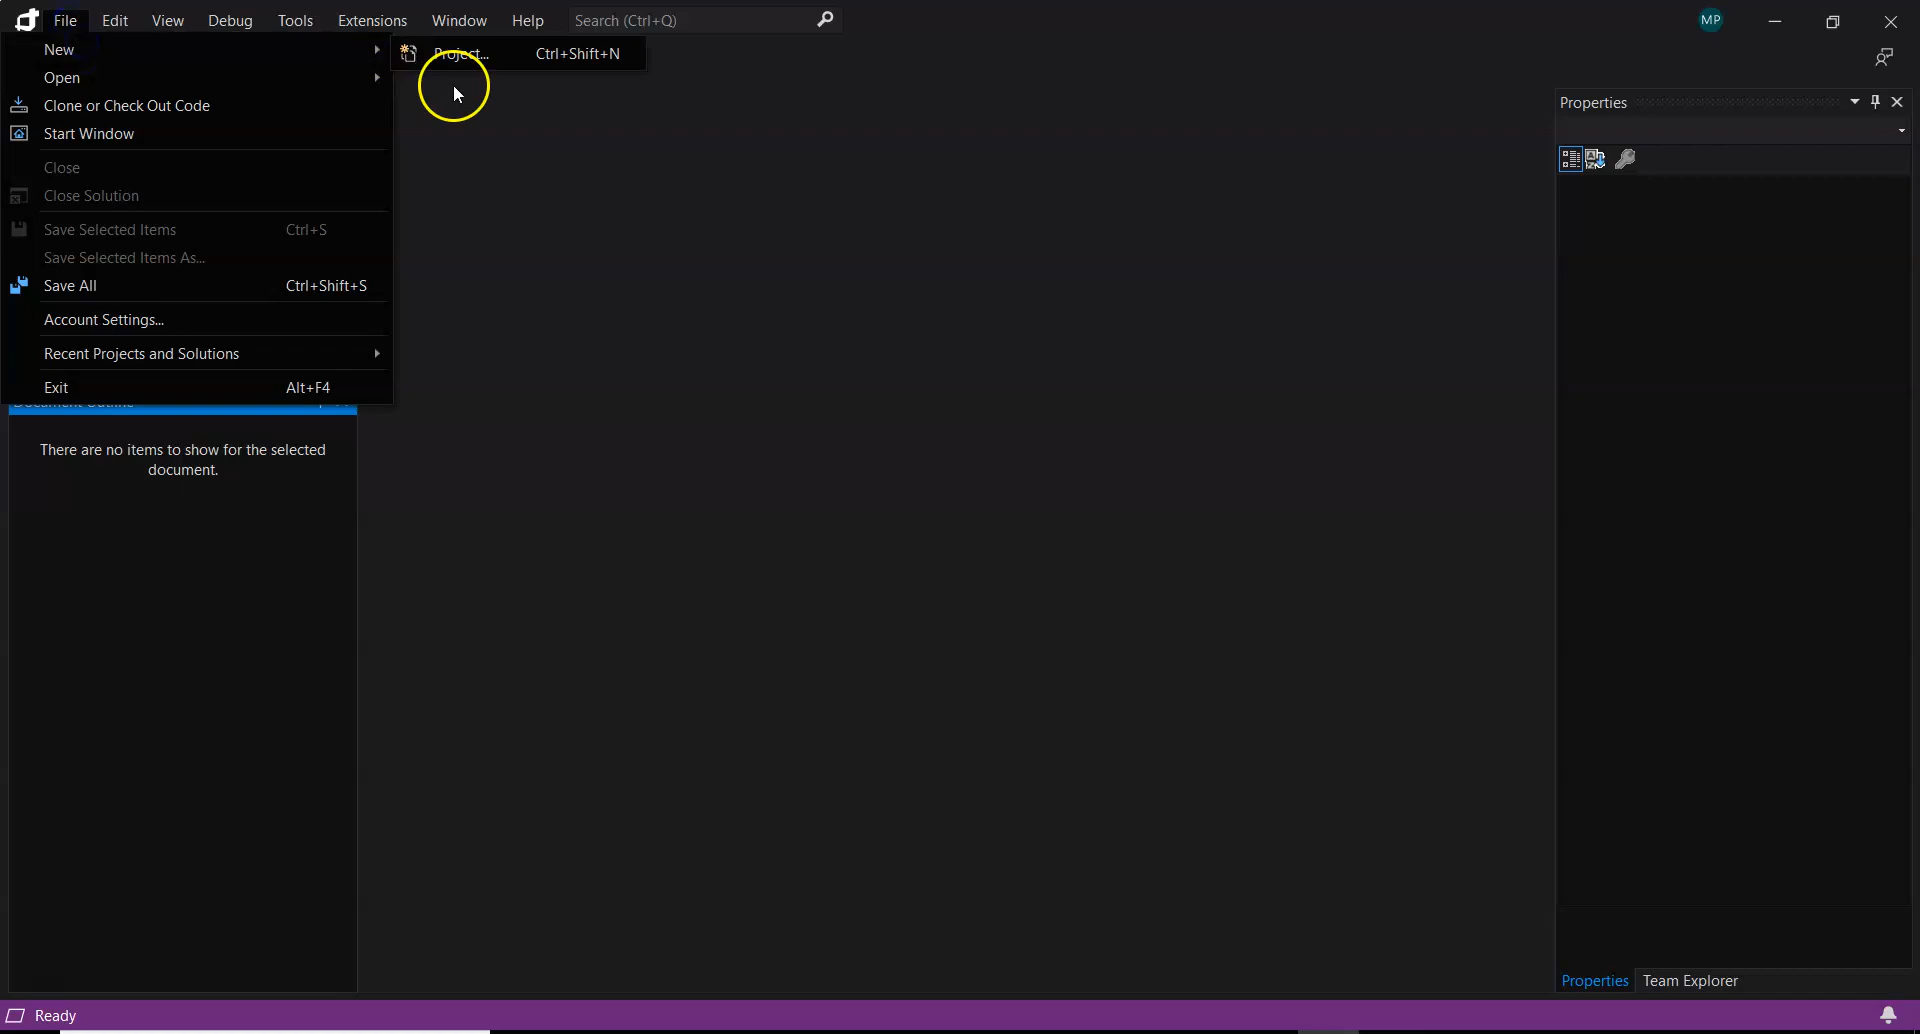 File Edit View Debug Tools Extensions Window Help Search (Ctrl+Q) MP
New
Project... Ctrl+Shift+N
Open
Clone or Check Out Code
Start Window
Close
Close Solution
Save Selected Items Ctrl+S
Save Selected Items As...
Save All Ctrl+Shift+S
Account Settings...
Recent Projects and Solutions
Exit Alt+F4
Document Outline
There are no items to show for the selected
document.
Properties
Properties Team Explorer
Ready